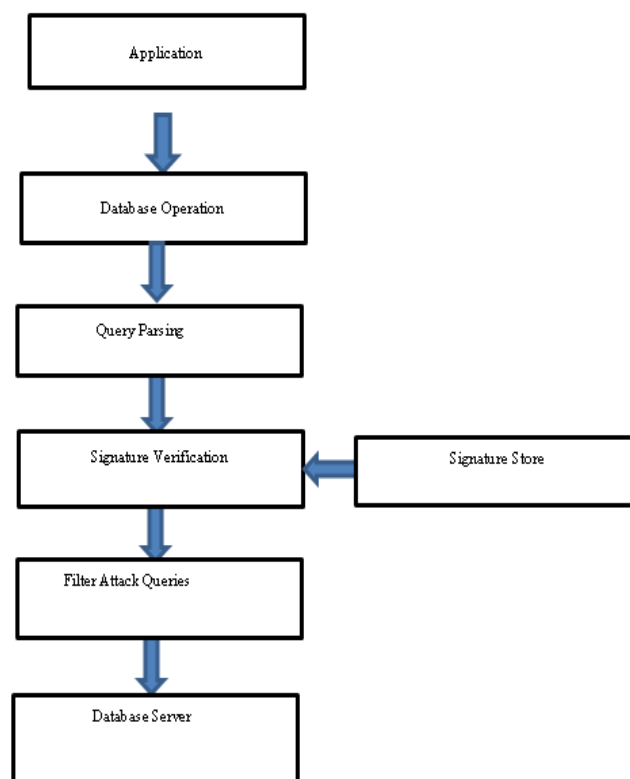 Application
Database Operation
Query Parsing
Signature Verification
Signature Store
Filter Attack Queries
Database Server